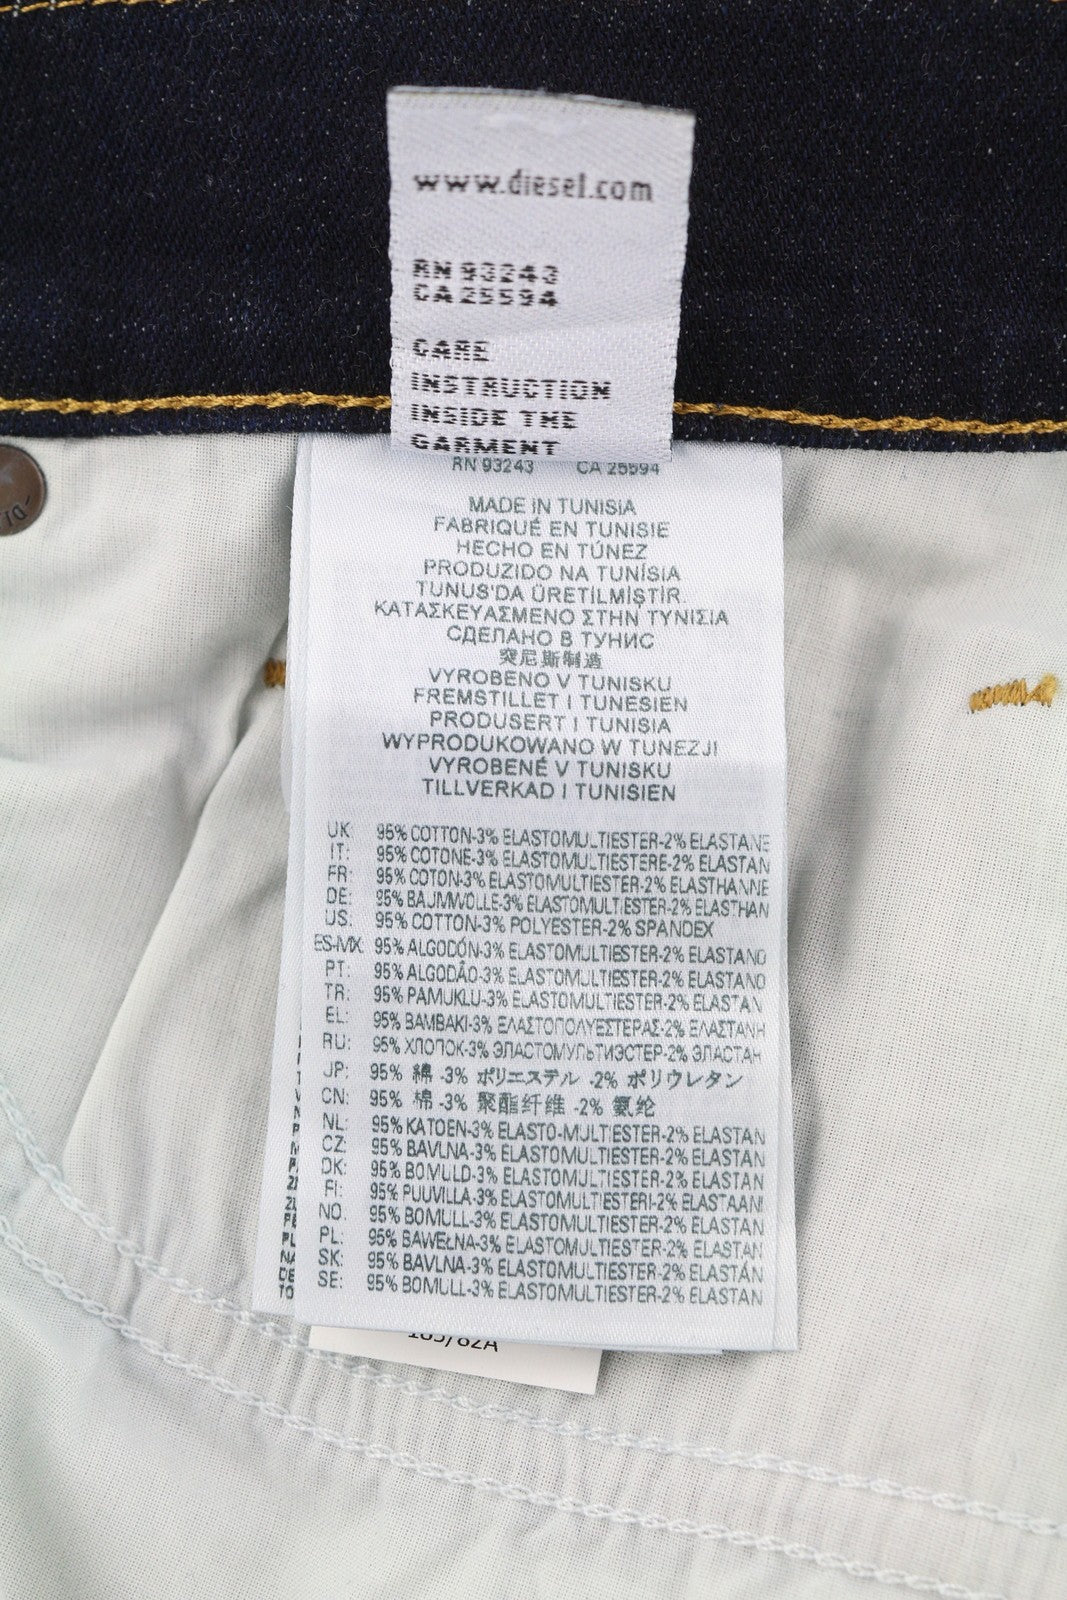 www.diesel.com
RN 93243
CA 25594
CARE
INSTRUCTION
INSIDE THE
GARMENT
RN 93243 CA 25594
MADE IN TUNISIA
FABRIQUÉ EN TUNISIE
HECHO EN TÚNEZ
PRODUZIDO NA TUNÍSIA
TUNUS'DA ÜRETILMIŞTIR
ΚΑΤΑΣΚΕΥΑΣΜΕΝΟ ΣΤΗΝ ΤΥΝΙΣΙΑ
СДЕЛАНО В ТУНИС
突尼斯制造
VYROBENO V TUNISKU
FREMSTILLET I TUNESIEN
PRODUSERT I TUNISIA
WYPRODUKOWANO W TUNEZJI
VYROBENÉ V TUNISKU
TILLVERKAD I TUNISIEN
UK: 95% COTTON-3% ELASTOMULTIESTER-2% ELASTANE
IT: 95% COTONE-3% ELASTOMULTIESTERE-2% ELASTAN
FR: 95% COTON-3% ELASTOMULTIESTER-2% ELASTHANNE
DE: 95% BAUMWOLLE-3% ELASTOMULTIESTER-2% ELASTHAN
US: 95% COTTON-3% POLYESTER-2% SPANDEX
ES-MX: 95% ALGODÓN-3% ELASTOMULTIESTER-2% ELASTANO
PT: 95% ALGODÃO-3% ELASTOMULTIESTER-2% ELASTANO
TR: 95% PAMUKLU-3% ELASTOMULTIESTER-2% ELASTAN
EL: 95% ΒΑΜΒΑΚΙ-3% ΕΛΑΣΤΟΠΟΛΥΕΣΤΕΡΑΣ-2% ΕΛΑΣΤΑΝΗ
RU: 95% ХЛОПОК-3% ЭЛАСТОМУЛЬТИЭСТЕР-2% ЭЛАСТАН
JP: 95% 綿 -3% ポリエステル -2% ポリウレタン
CN: 95% 棉 -3% 聚酯纤维 -2% 氨纶
NL: 95% KATOEN-3% ELASTO-MULTIESTER-2% ELASTAN
CZ: 95% BAVLNA-3% ELASTOMULTIESTER-2% ELASTAN
DK: 95% BOMULD-3% ELASTOMULTIESTER-2% ELASTAN
FI: 95% PUUVILLA-3% ELASTOMULTIESTERI-2% ELASTAANI
NO: 95% BOMULL-3% ELASTOMULTIESTER-2% ELASTAN
PL: 95% BAWEŁNA-3% ELASTOMULTIESTER-2% ELASTAN
SK: 95% BAVLNA-3% ELASTOMULTIESTER-2% ELASTÁN
SE: 95% BOMULL-3% ELASTOMULTIESTER-2% ELASTAN
165/82A